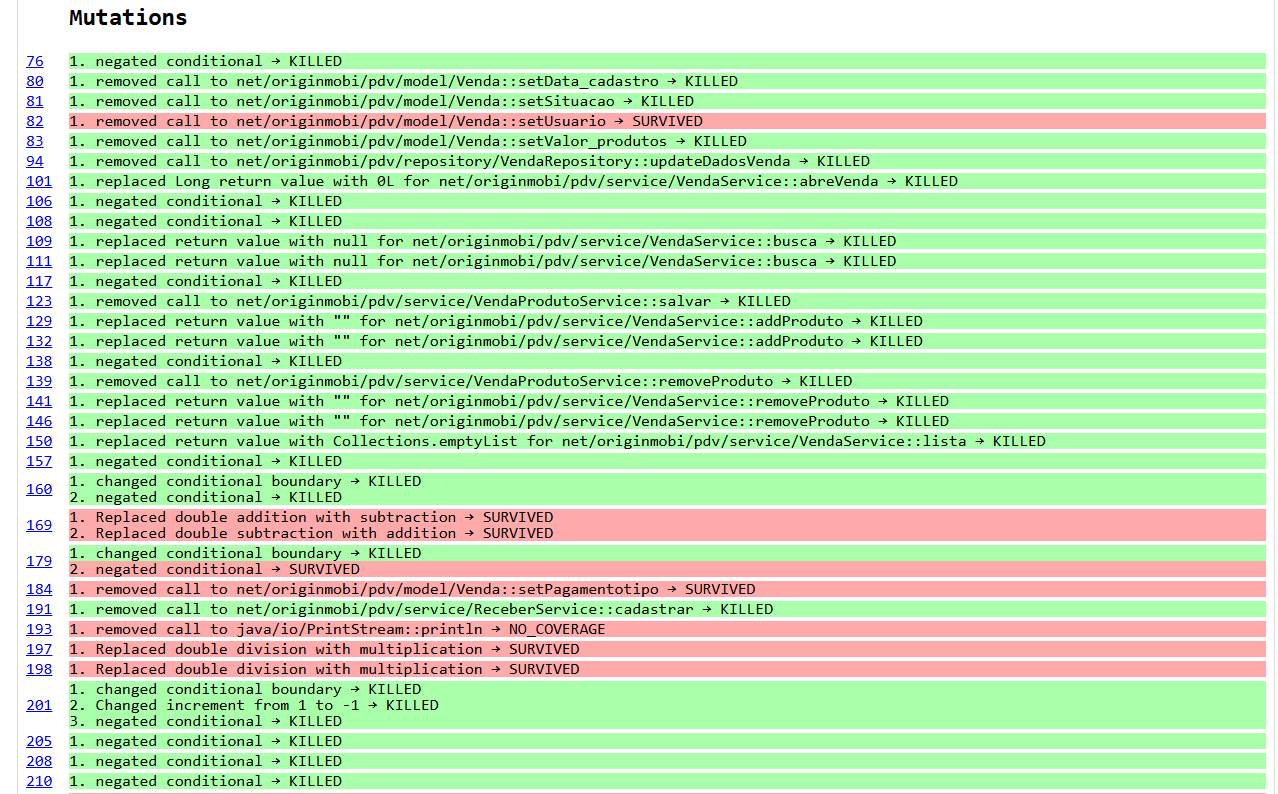 Mutations
76 1. negated conditional → KILLED
80 1. removed call to net/originmobi/pdv/model/Venda::setData_cadastro → KILLED
81 1. removed call to net/originmobi/pdv/model/Venda::setSituacao → KILLED
82 1. removed call to net/originmobi/pdv/model/Venda::setUsuario → SURVIVED
83 1. removed call to net/originmobi/pdv/model/Venda::setValor_produtos → KILLED
94 1. removed call to net/originmobi/pdv/repository/VendaRepository::updateDadosVenda → KILLED
101 1. replaced Long return value with 0L for net/originmobi/pdv/service/VendaService::abreVenda → KILLED
106 1. negated conditional → KILLED
108 1. negated conditional → KILLED
109 1. replaced return value with null for net/originmobi/pdv/service/VendaService::busca → KILLED
111 1. replaced return value with null for net/originmobi/pdv/service/VendaService::busca → KILLED
117 1. negated conditional → KILLED
123 1. removed call to net/originmobi/pdv/service/VendaProdutoService::salvar → KILLED
129 1. replaced return value with "" for net/originmobi/pdv/service/VendaService::addProduto → KILLED
132 1. replaced return value with "" for net/originmobi/pdv/service/VendaService::addProduto → KILLED
138 1. negated conditional → KILLED
139 1. removed call to net/originmobi/pdv/service/VendaProdutoService::removeProduto → KILLED
141 1. replaced return value with "" for net/originmobi/pdv/service/VendaService::removeProduto → KILLED
146 1. replaced return value with "" for net/originmobi/pdv/service/VendaService::removeProduto → KILLED
150 1. replaced return value with Collections.emptyList for net/originmobi/pdv/service/VendaService::lista → KILLED
157 1. negated conditional → KILLED
160 1. changed conditional boundary → KILLED
2. negated conditional → KILLED
169 1. Replaced double addition with subtraction → SURVIVED
2. Replaced double subtraction with addition → SURVIVED
179 1. changed conditional boundary → KILLED
2. negated conditional → SURVIVED
184 1. removed call to net/originmobi/pdv/model/Venda::setPagamentotipo → SURVIVED
191 1. removed call to net/originmobi/pdv/service/ReceberService::cadastrar → KILLED
193 1. removed call to java/io/PrintStream::println → NO_COVERAGE
197 1. Replaced double division with multiplication → SURVIVED
198 1. Replaced double division with multiplication → SURVIVED
201 1. changed conditional boundary → KILLED
2. Changed increment from 1 to -1 → KILLED
3. negated conditional → KILLED
205 1. negated conditional → KILLED
208 1. negated conditional → KILLED
210 1. negated conditional → KILLED